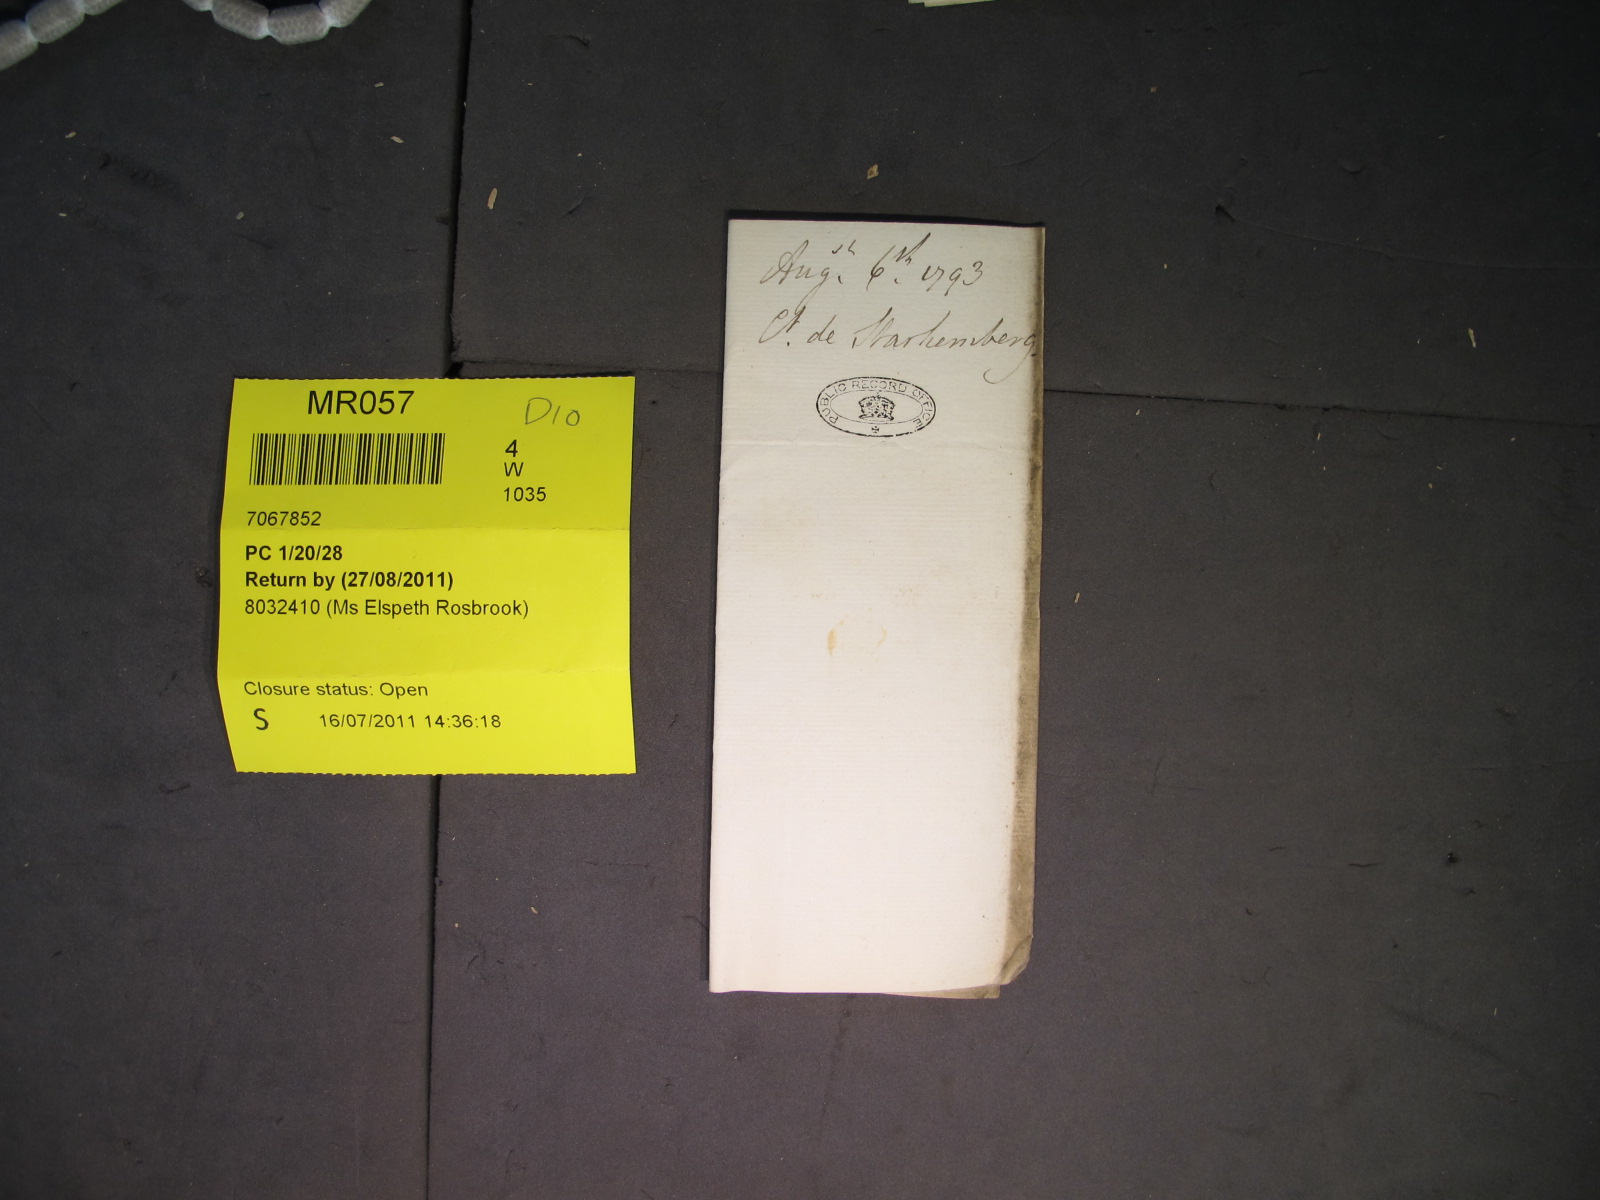 MR057
D10
4
W
1035
7067852
PC 1/20/28
Return by (27/08/2011)
8032410 (Ms Elspeth Rosbrook)
Closure status: Open
S 16/07/2011 14:36:18
Augst. 6th. 1793
Ct. de Starhemberg
PUBLIC RECORD OFFICE